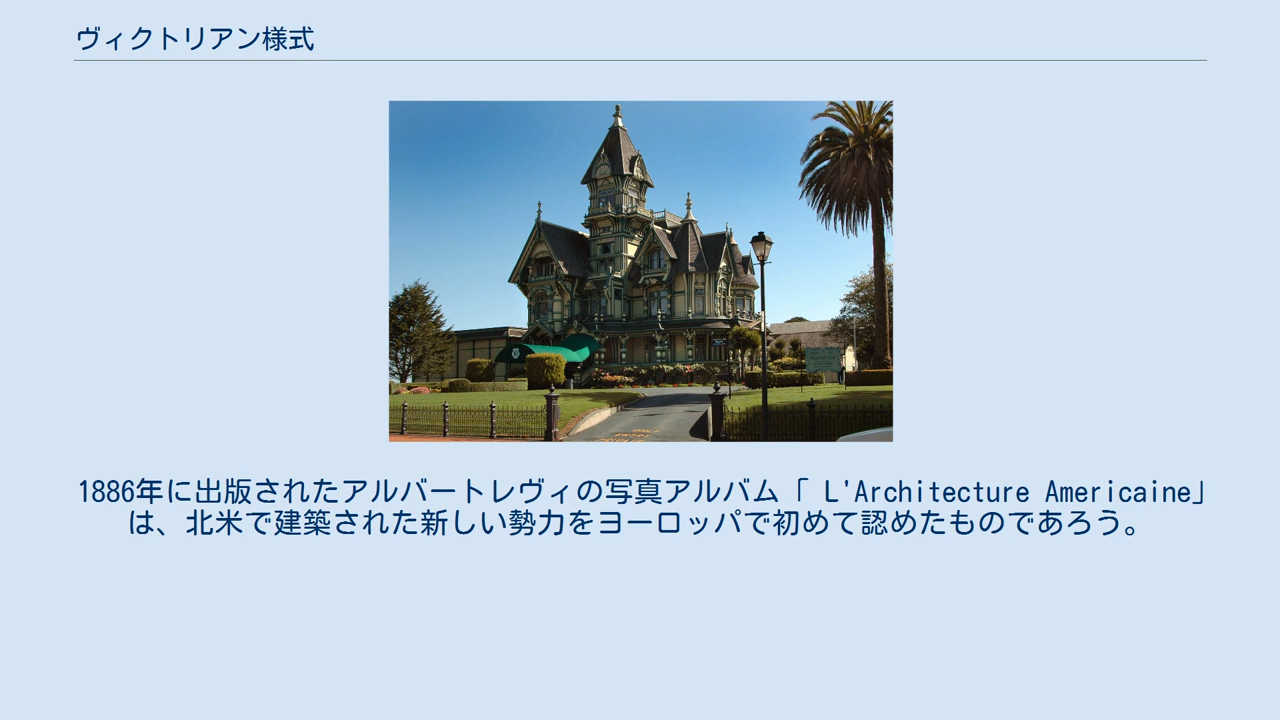 ヴィクトリアン様式
1886年に出版されたアルバートレヴィの写真アルバム「 L'Architecture Americaine」
は、北米で建築された新しい勢力をヨーロッパで初めて認めたものであろう。